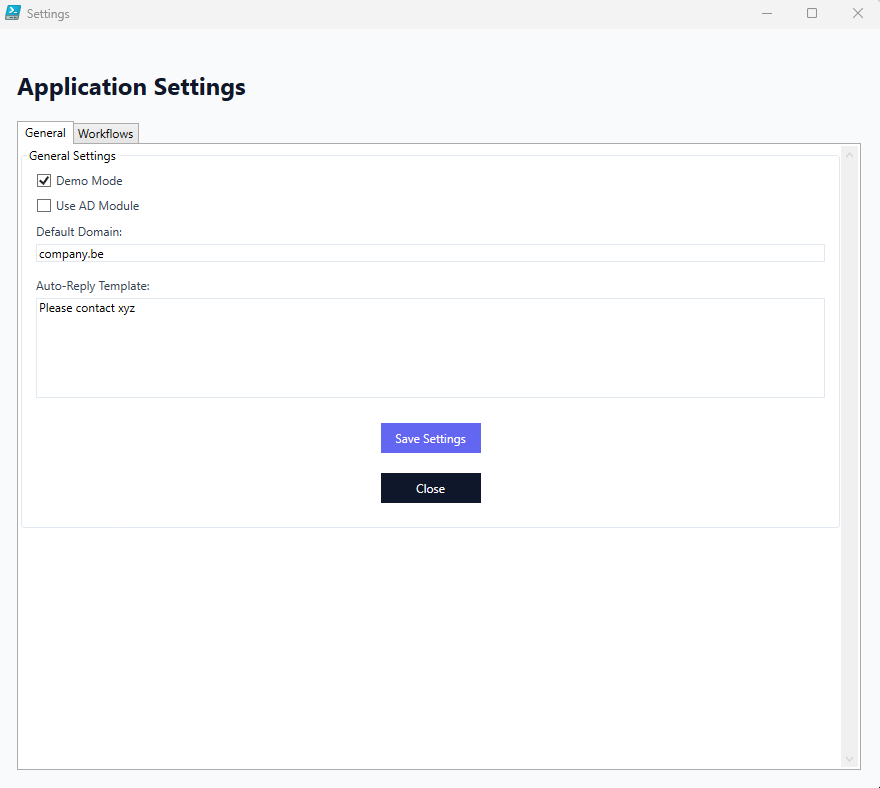 Settings
Application Settings
General
Workflows
General Settings
Demo Mode
Use AD Module
Default Domain:
company.be
Auto-Reply Template:
Please contact xyz
Save Settings
Close